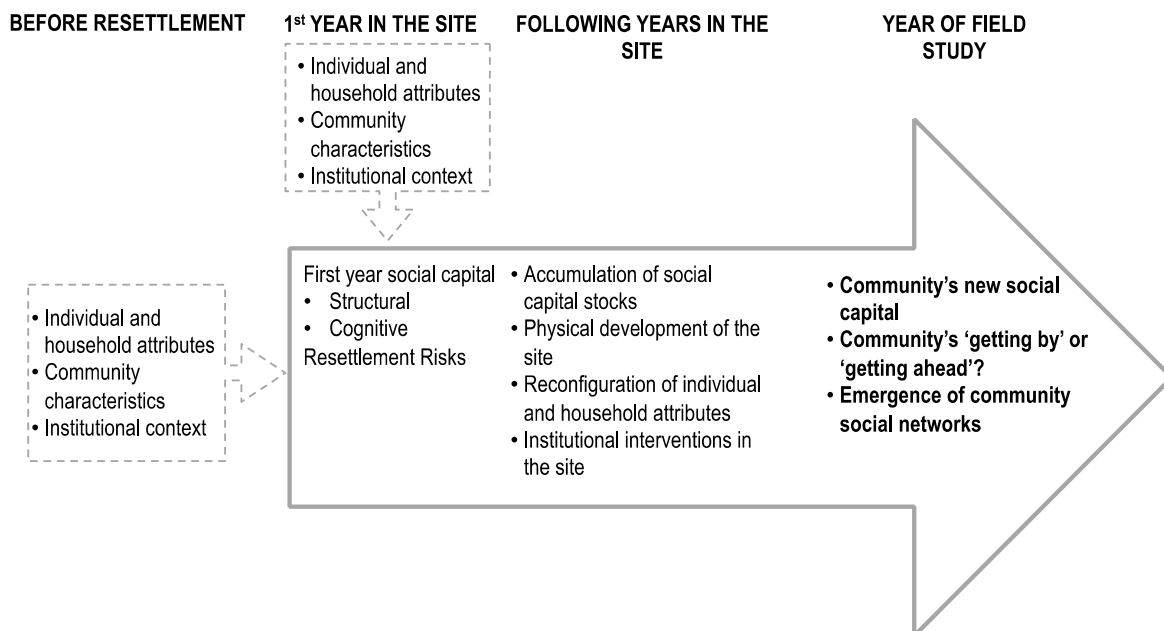 BEFORE RESETTLEMENT
1st YEAR IN THE SITE
FOLLOWING YEARS IN THE
SITE
YEAR OF FIELD
STUDY
• Individual and
household attributes
• Community
characteristics
• Institutional context
• Individual and
household attributes
• Community
characteristics
• Institutional context
First year social capital
• Structural
• Cognitive
Resettlement Risks
• Accumulation of social
capital stocks
• Physical development of the
site
• Reconfiguration of individual
and household attributes
• Institutional interventions in
the site
• Community’s new social
capital
• Community’s ‘getting by’ or
‘getting ahead’?
• Emergence of community
social networks